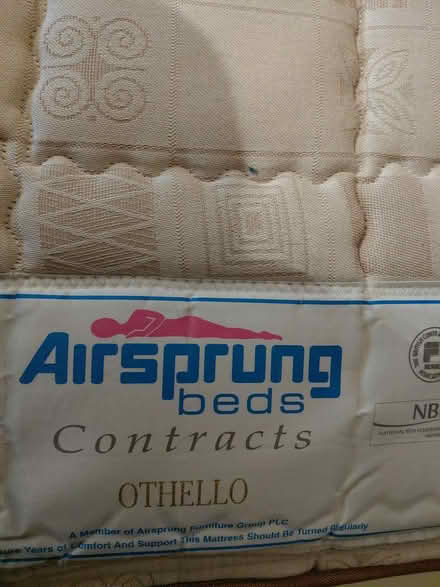 Airsprung
beds
Contracts
OTHELLO
NB
A Member of Airsprung Furniture Group PLC
ure Years of Comfort And Support This Mattress Should Be Turned Regularly